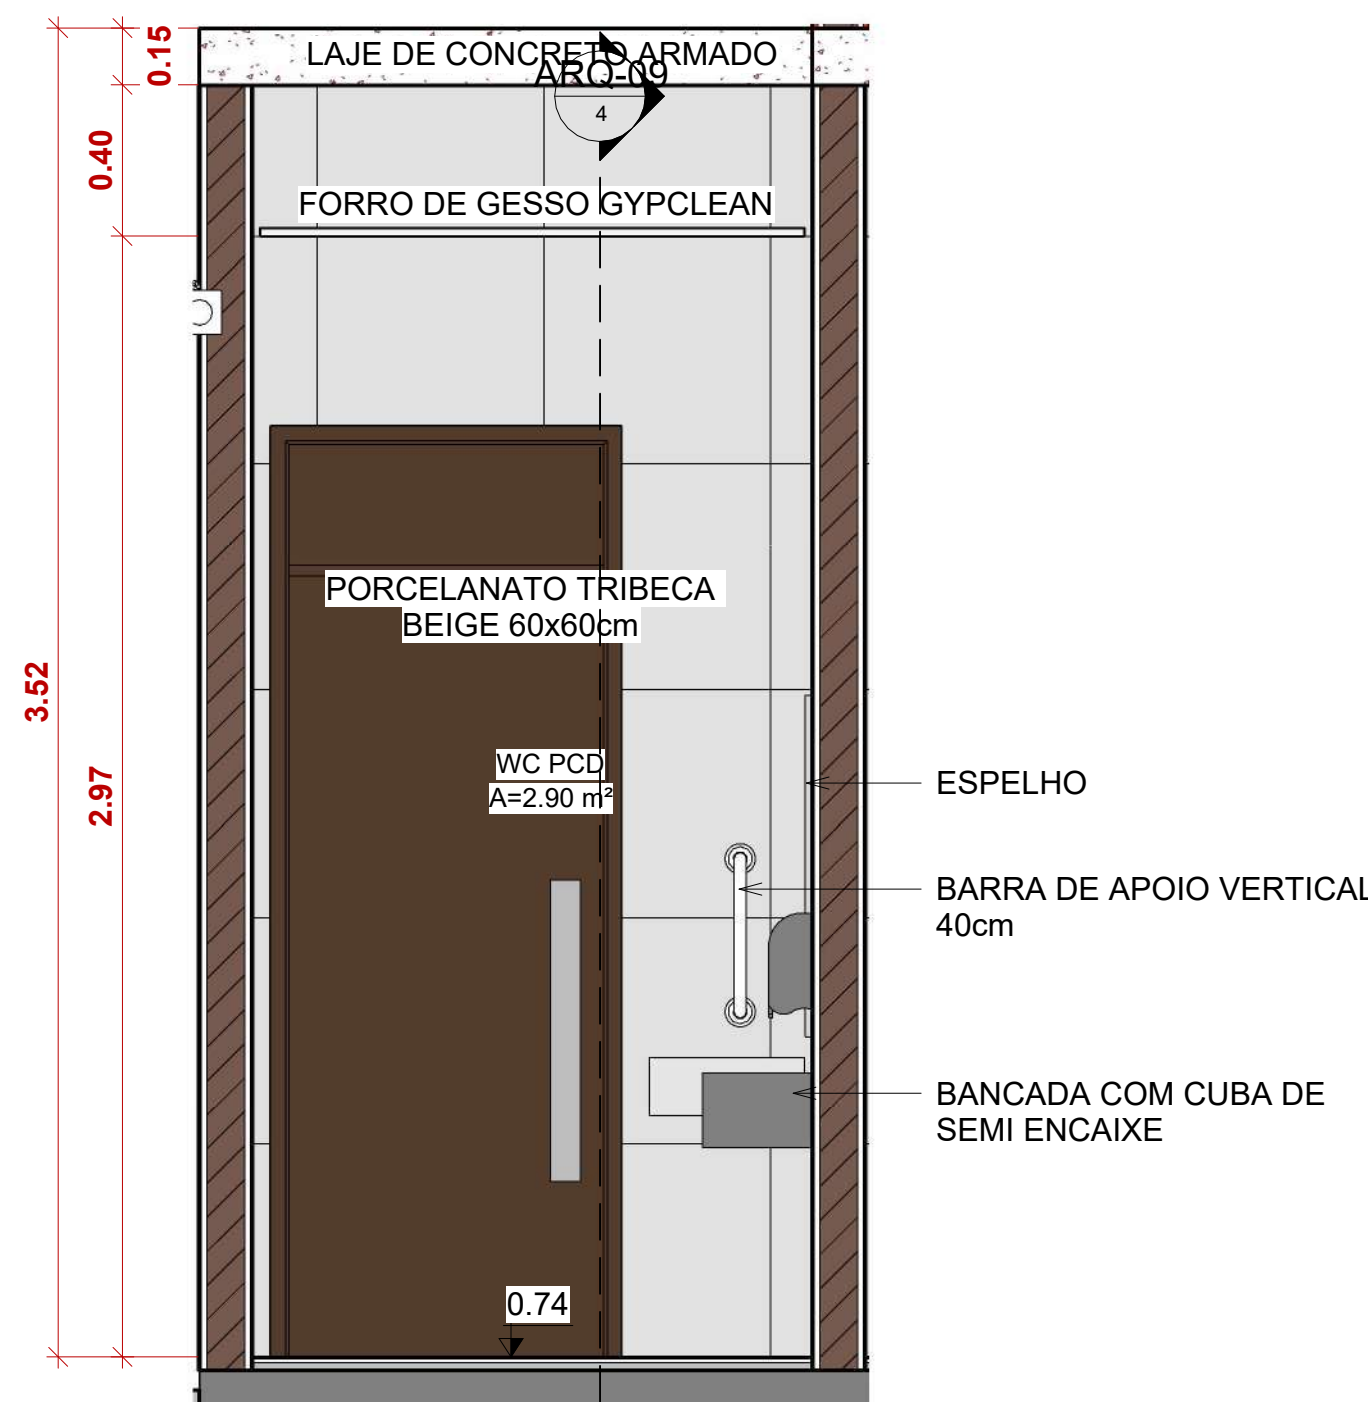 0.15
LAJE DE CONCRETO ARMADO
ARQ-09
4
0.40
FORRO DE GESSO GYPCLEAN
PORCELANATO TRIBECA
BEIGE 60x60cm
3.52
2.97
WC PCD
A=2.90 m²
ESPELHO
BARRA DE APOIO VERTICAL
40cm
BANCADA COM CUBA DE
SEMI ENCAIXE
0.74